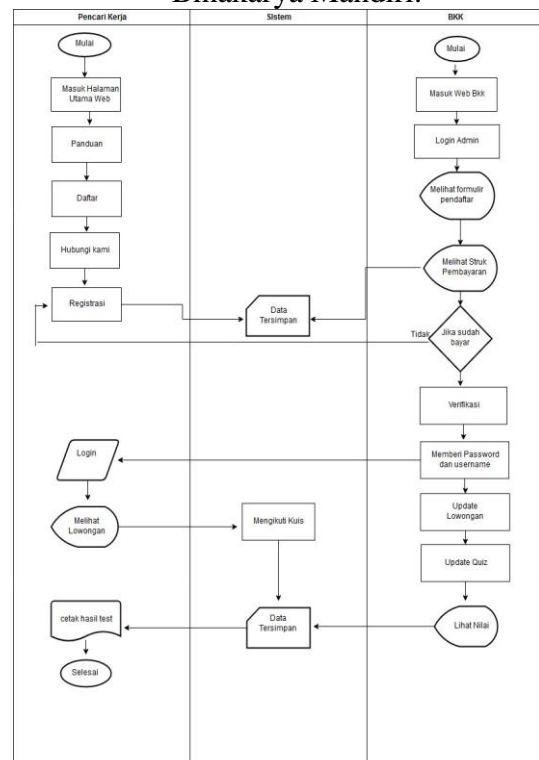 Binakarya Mandiri.
Pencari Kerja
Sistem
BKK
Mulai
Masuk Halaman
Utama Web
Panduan
Daftar
Hubungi kami
Registrasi
Data
Tersimpan
Mulai
Masuk Web Bkk
Login Admin
Melihat formulir
pendaftar
Melihat Struk
Pembayaran
Tidak
Jika sudah
bayar
Verifikasi
Memberi Password
dan username
Login
Melihat
Lowongan
Mengikuti Kuis
Update
Lowongan
Update Quiz
Lihat Nilai
Data
Tersimpan
cetak hasil test
Selesai